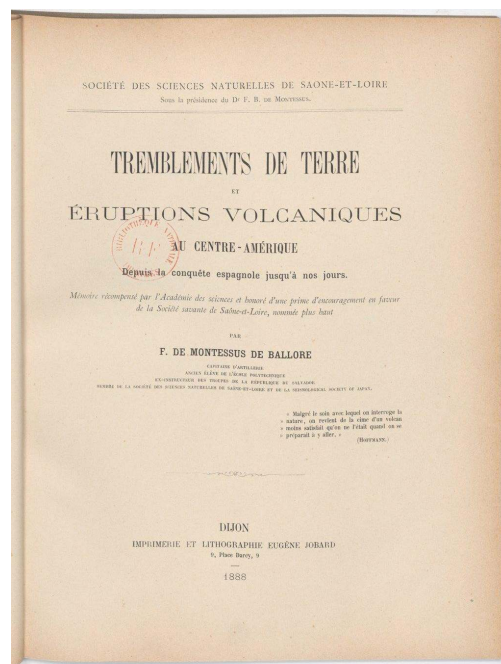 SOCIÉTÉ DES SCIENCES NATURELLES DE SAONE-ET-LOIRE
Sous la présidence du Dr F. B. DE MONTESSUS.
TREMBLEMENTS DE TERRE
ET
ÉRUPTIONS VOLCANIQUES
AU CENTRE-AMÉRIQUE
Depuis la conquête espagnole jusqu'à nos jours.
Mémoire récompensé par l'Académie des sciences et honoré d'une prime d'encouragement en faveur
de la Société savante de Saône-et-Loire, nommée plus haut
PAR
F. DE MONTESSUS DE BALLORE
CAPITAINE D'ARTILLERIE
ANCIEN ÉLÈVE DE L'ÉCOLE POLYTECHNIQUE
EX-INSTRUCTEUR DES TROUPES DE LA RÉPUBLIQUE DU SALVADOR
MEMBRE DE LA SOCIÉTÉ DES SCIENCES NATURELLES DE SAONE-ET-LOIRE ET DE LA SEISMOLOGICAL SOCIETY OF JAPAN.
« Malgré le soin avec lequel on interroge la
» nature, on revient de la cime d'un volcan
» moins satisfait qu'on ne l'était quand on se
» préparait à y aller. »
DIJON
IMPRIMERIE ET LITHOGRAPHIE EUGÈNE JOBARD
9, Place Darcy, 9
1888